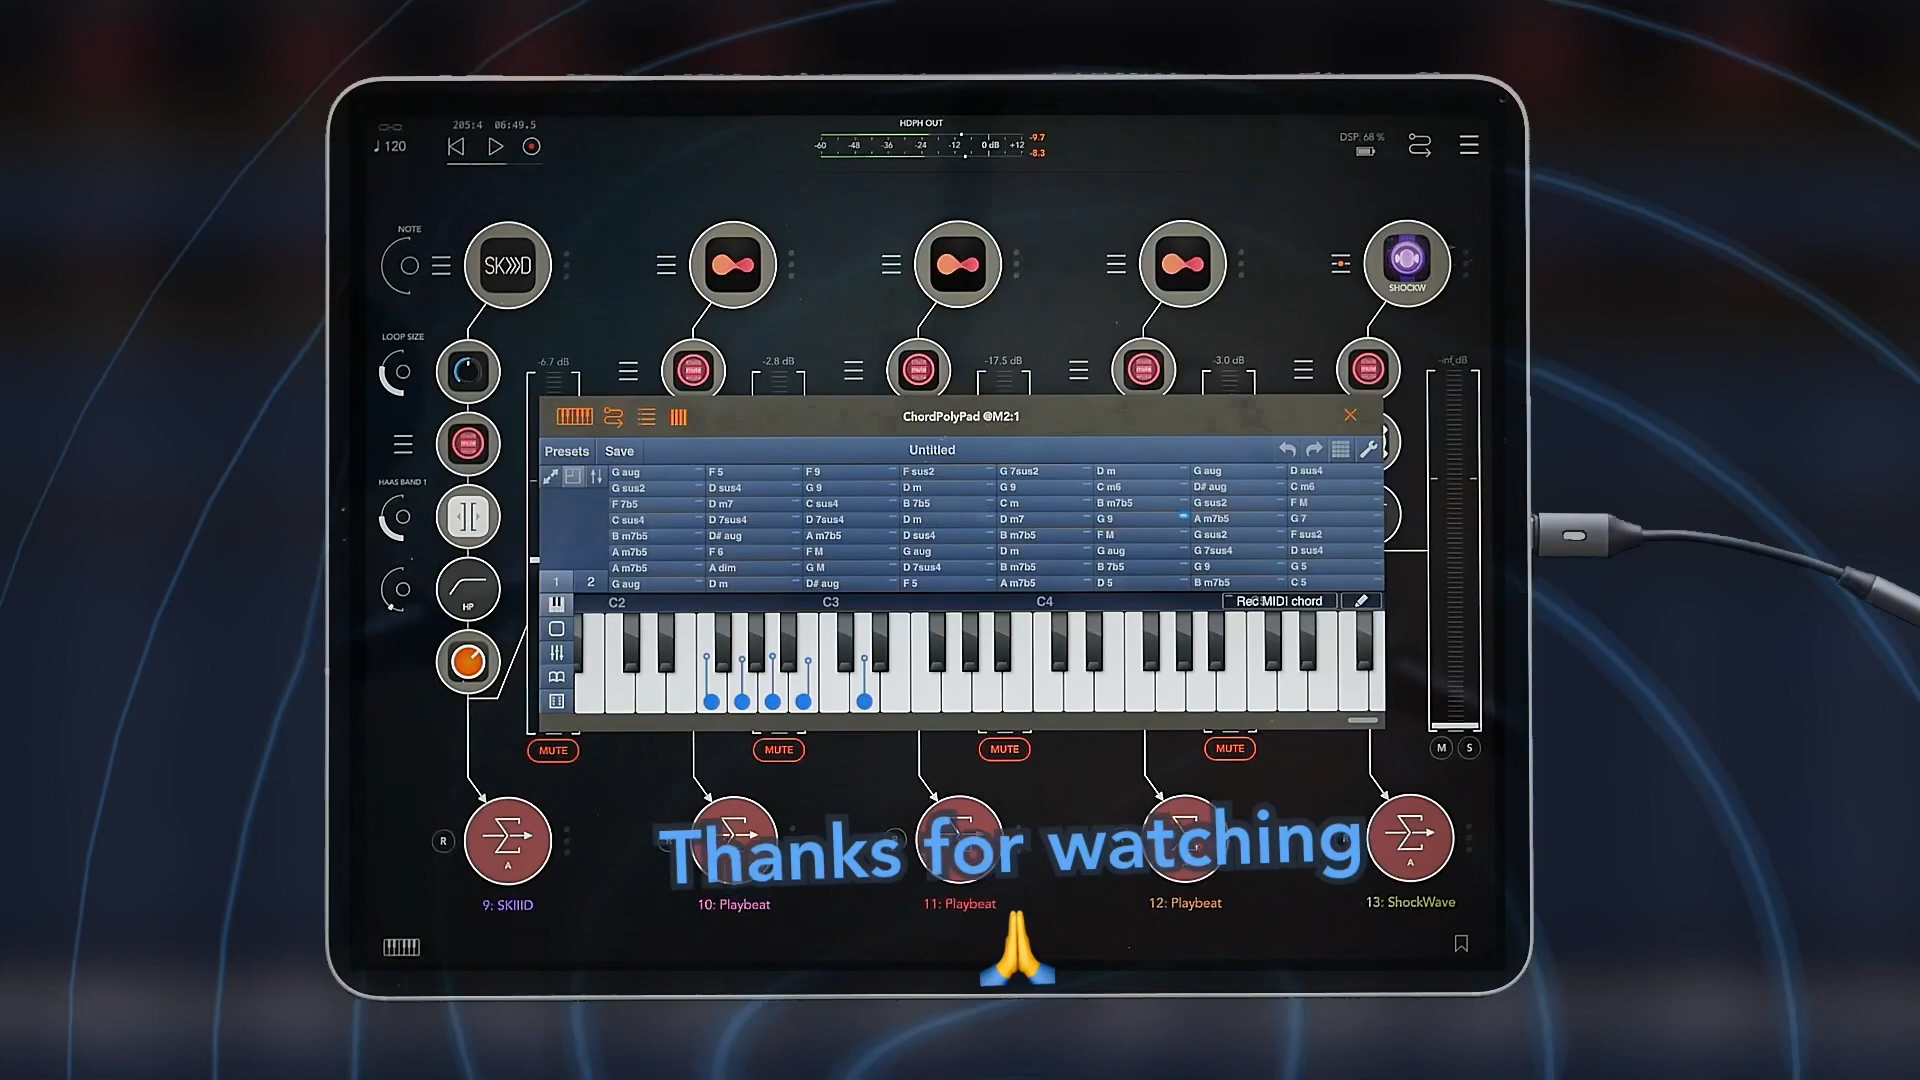 205:4 06:49.5
120
HDPH OUT
-60 -48 -36 -24 -12 0 dB +12
-9.7
-8.3
DSP: 68 %
NOTE
SK>>>D
SHOCKW
LOOP SIZE
-6.7 dB
-2.8 dB
-17.5 dB
-3.0 dB
-inf dB
mute
mute
mute
mute
mute
HAAS BAND 1
HP
ChordPolyPad @M2:1
Presets Save Untitled
G aug F 5 F 9 F sus2 G 7sus2 D m G aug D sus4
G sus2 D sus4 G 9 D m G 9 C m6 D# aug C m6
F 7b5 D m7 C sus4 B 7b5 C m B m7b5 G sus2 F M
C sus4 D 7sus4 D 7sus4 D m D m7 G 9 A m7b5 G 7
B m7b5 D# aug A m7b5 D sus4 B m7b5 F M G sus2 F sus2
A m7b5 F 6 F M G aug D m G aug G 7sus4 D sus4
A m7b5 A dim G M D 7sus4 B m7b5 B 7b5 G 9 G 5
1 2 G aug D m D# aug F 5 A m7b5 D 5 B m7b5 C 5
C2 C3 C4 Rec MIDI chord
MUTE MUTE MUTE MUTE M S
R A
A
Thanks for watching
9: SKIIID 10: Playbeat 11: Playbeat 12: Playbeat 13: ShockWave